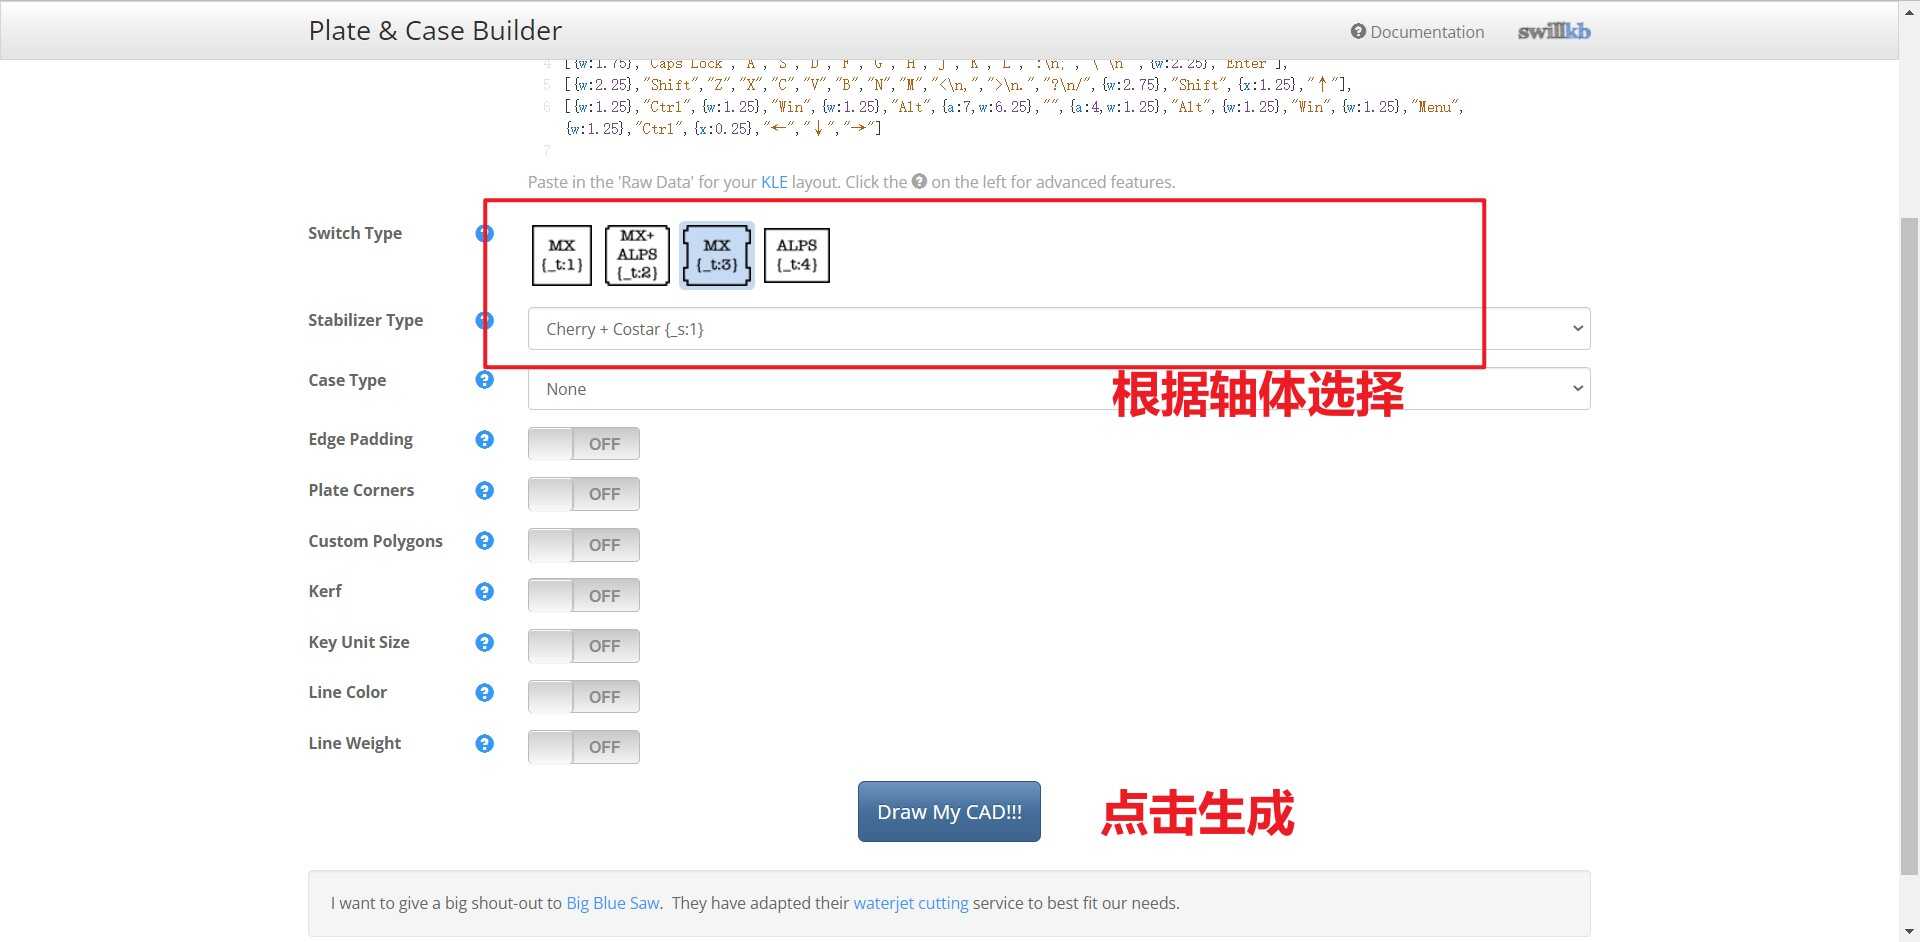 Plate & Case Builder
Documentation
swillkb
4 [{w:1.75},"Caps Lock","A","S","D","F","G","H","J","K","L",":\n;","\"\n'",{w:2.25},"Enter"],
5 [{w:2.25},"Shift","Z","X","C","V","B","N","M","<\n,",">\n.","?\n/",{w:2.75},"Shift",{x:1.25},"↑"],
6 [{w:1.25},"Ctrl",{w:1.25},"Win",{w:1.25},"Alt",{a:7,w:6.25},"",{a:4,w:1.25},"Alt",{w:1.25},"Win",{w:1.25},"Menu",
{w:1.25},"Ctrl",{x:0.25},"←","↓","→"]
7
Paste in the 'Raw Data' for your KLE layout. Click the ? on the left for advanced features.
Switch Type ?
MX {_t:1}
MX+ ALPS {_t:2}
MX {_t:3}
ALPS {_t:4}
Stabilizer Type ? Cherry + Costar {_s:1}
Case Type ? None
根据轴体选择
Edge Padding ? OFF
Plate Corners ? OFF
Custom Polygons ? OFF
Kerf ? OFF
Key Unit Size ? OFF
Line Color ? OFF
Line Weight ? OFF
Draw My CAD!!!
点击生成
I want to give a big shout-out to Big Blue Saw. They have adapted their waterjet cutting service to best fit our needs.